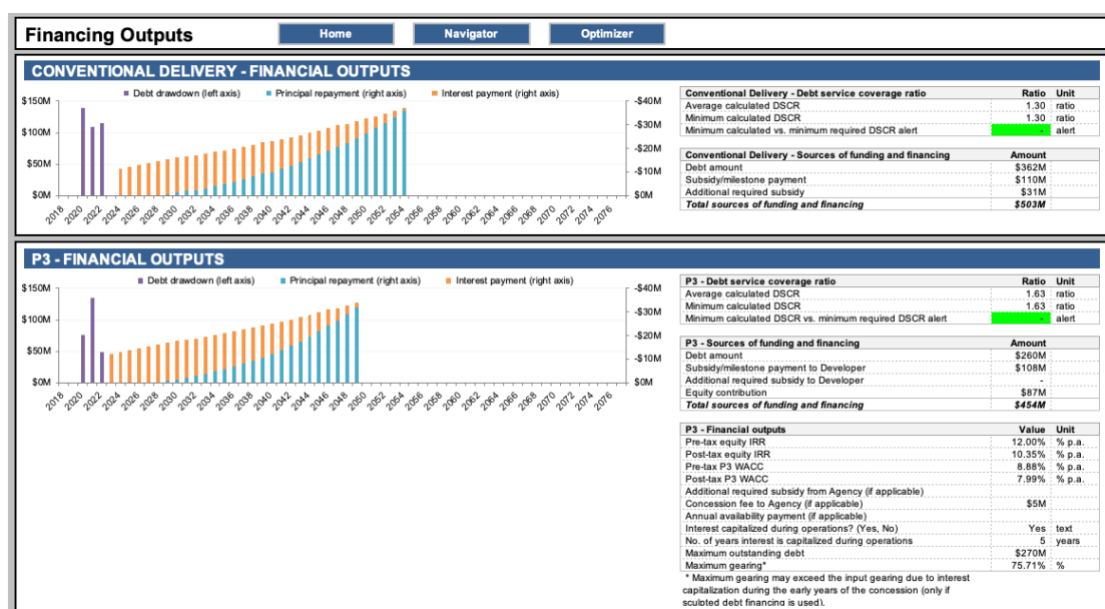 Financing Outputs
Home
Navigator
Optimizer
CONVENTIONAL DELIVERY - FINANCIAL OUTPUTS
Debt drawdown (left axis) Principal repayment (right axis) Interest payment (right axis)
$150M
$100M
$50M
$0M
-$40M
-$30M
-$20M
-$10M
$0M
2018 2020 2022 2024 2026 2028 2030 2032 2034 2036 2038 2040 2042 2044 2046 2048 2050 2052 2054 2056 2058 2060 2062 2064 2066 2068 2070 2072 2074 2076
Conventional Delivery - Debt service coverage ratio Ratio Unit
Average calculated DSCR 1.30 ratio
Minimum calculated DSCR 1.30 ratio
Minimum calculated vs. minimum required DSCR alert - alert
Conventional Delivery - Sources of funding and financing Amount
Debt amount $362M
Subsidy/milestone payment $110M
Additional required subsidy $31M
Total sources of funding and financing $503M
P3 - FINANCIAL OUTPUTS
Debt drawdown (left axis) Principal repayment (right axis) Interest payment (right axis)
$150M
$100M
$50M
$0M
-$40M
-$30M
-$20M
-$10M
$0M
2018 2020 2022 2024 2026 2028 2030 2032 2034 2036 2038 2040 2042 2044 2046 2048 2050 2052 2054 2056 2058 2060 2062 2064 2066 2068 2070 2072 2074 2076
P3 - Debt service coverage ratio Ratio Unit
Average calculated DSCR 1.63 ratio
Minimum calculated DSCR 1.63 ratio
Minimum calculated DSCR vs. minimum required DSCR alert - alert
P3 - Sources of funding and financing Amount
Debt amount $260M
Subsidy/milestone payment to Developer $108M
Additional required subsidy to Developer -
Equity contribution $87M
Total sources of funding and financing $454M
P3 - Financial outputs Value Unit
Pre-tax equity IRR 12.00% % p.a.
Post-tax equity IRR 10.35% % p.a.
Pre-tax P3 WACC 8.88% % p.a.
Post-tax P3 WACC 7.99% % p.a.
Additional required subsidy from Agency (if applicable)
Concession fee to Agency (if applicable) $5M
Annual availability payment (if applicable)
Interest capitalized during operations? (Yes, No) Yes text
No. of years interest is capitalized during operations 5 years
Maximum outstanding debt $270M
Maximum gearing* 75.71% %
* Maximum gearing may exceed the input gearing due to interest
capitalization during the early years of the concession (only if
sculpted debt financing is used).